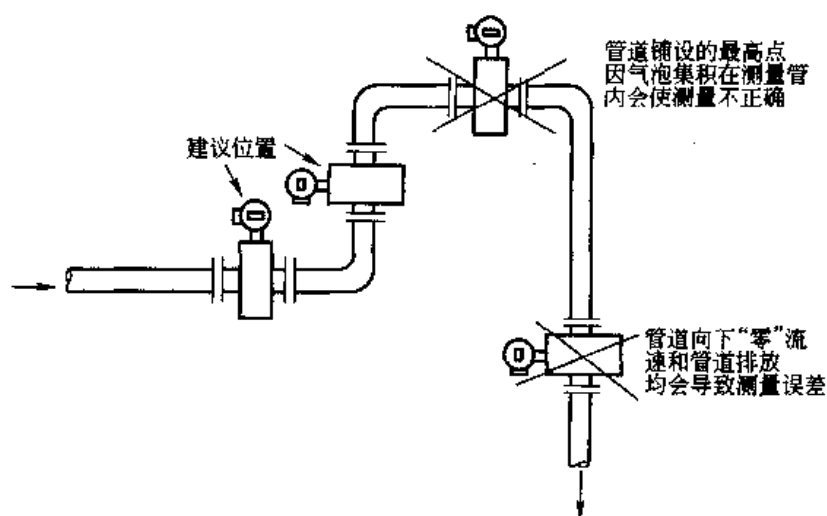 管道铺设的最高点
因气泡集积在测量管
内会使测量不正确
建议位置
管道向下“零”流
速和管道排放
均会导致测量误差